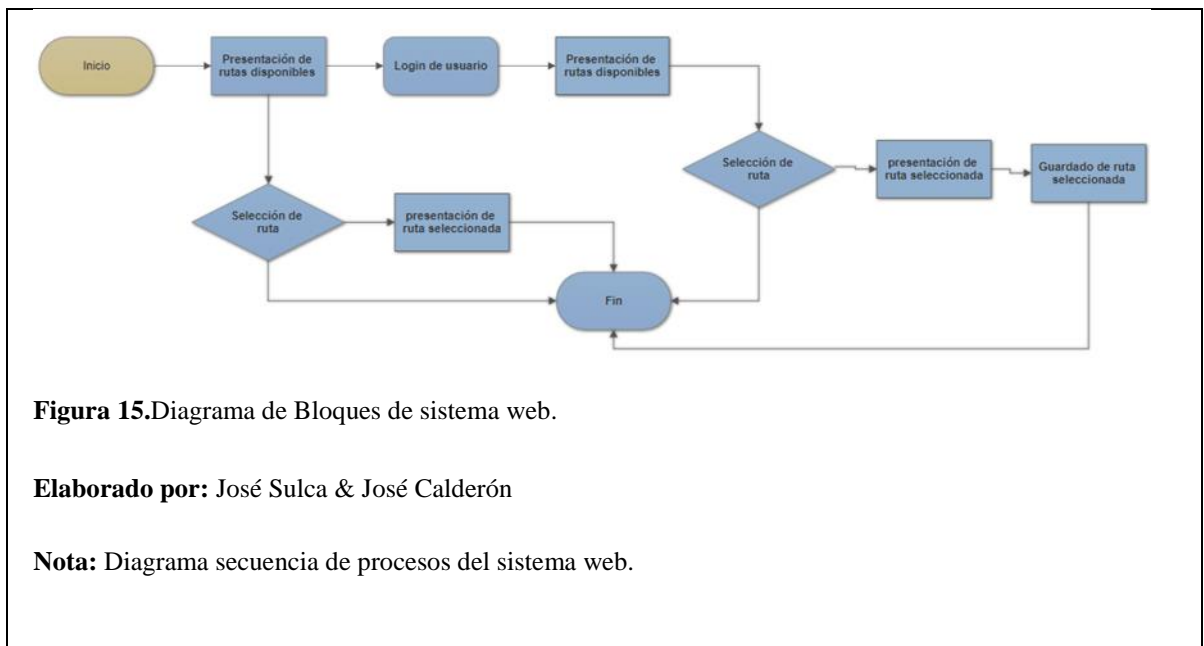 Inicio
Presentación de
rutas disponibles
Login de usuario
Presentación de
rutas disponibles
Selección de
ruta
presentación de
ruta seleccionada
Guardado de ruta
seleccionada
Selección de
ruta
presentación de
ruta seleccionada
Fin
Figura 15.Diagrama de Bloques de sistema web.
Elaborado por: José Sulca & José Calderón
Nota: Diagrama secuencia de procesos del sistema web.